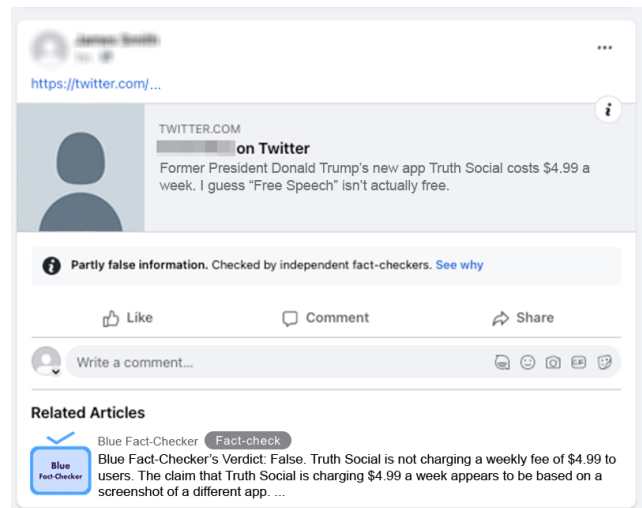 https://twitter.com/...
TWITTER.COM
on Twitter
Former President Donald Trump's new app Truth Social costs $4.99 a
week. I guess “Free Speech” isn't actually free.
Partly false information. Checked by independent fact-checkers. See why
Like Comment Share
Write a comment...
GIF
Related Articles
Blue Fact-Checker Fact-check
Blue
Fact-Checker
Blue Fact-Checker's Verdict: False. Truth Social is not charging a weekly fee of $4.99 to
users. The claim that Truth Social is charging $4.99 a week appears to be based on a
screenshot of a different app. ...